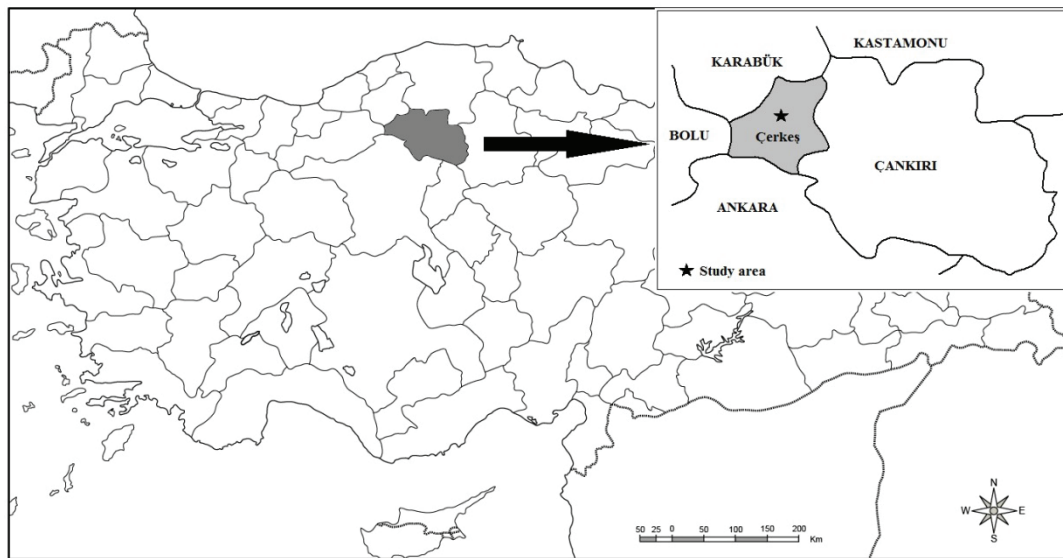 KASTAMONU
KARABÜK
BOLU
Çerkeş
ÇANKIRI
ANKARA
★ Study area
N
W E
S
50 25 0 50 100 150 200
Km